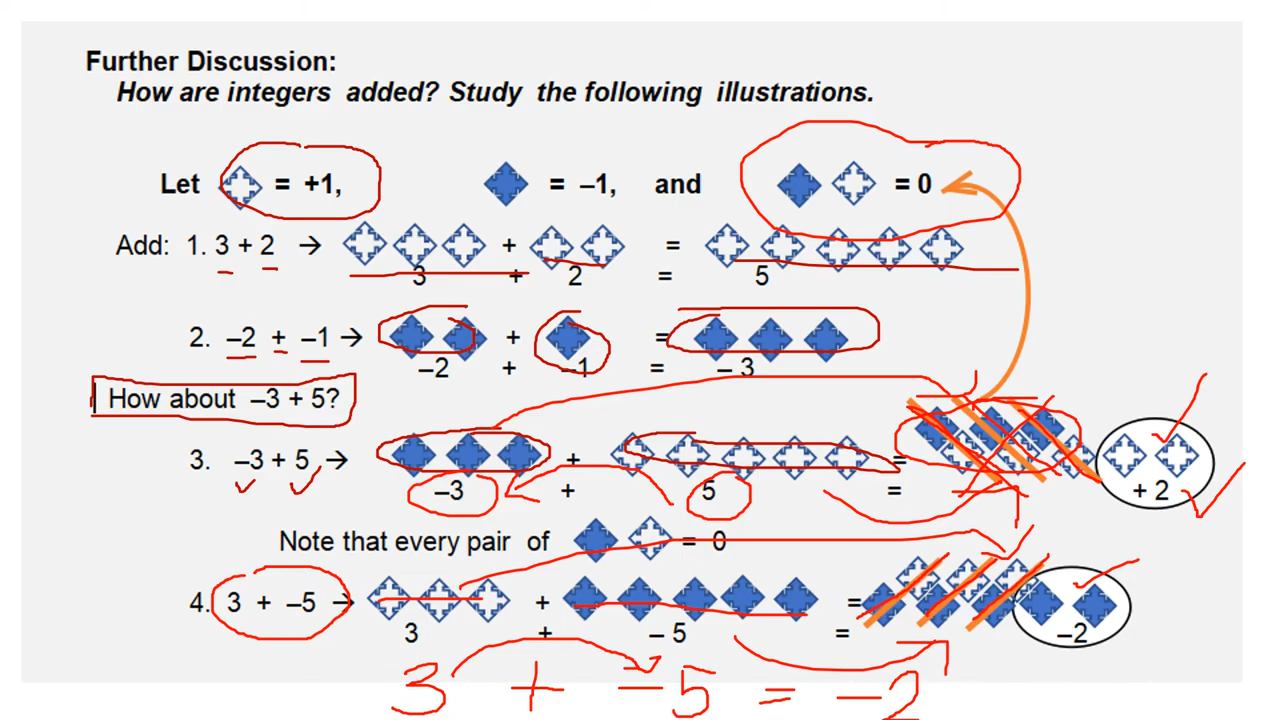 Further Discussion:
How are integers added? Study the following illustrations.
Let = +1, = –1, and = 0
Add: 1. 3 + 2 → + =
3 + 2 = 5
2. –2 + –1 → + =
–2 + –1 = – 3
How about –3 + 5?
3. –3 + 5 → + =
–3 + 5 = + 2
Note that every pair of = 0
4. 3 + –5 → + =
3 + – 5 = –2
3 + –5 = –2